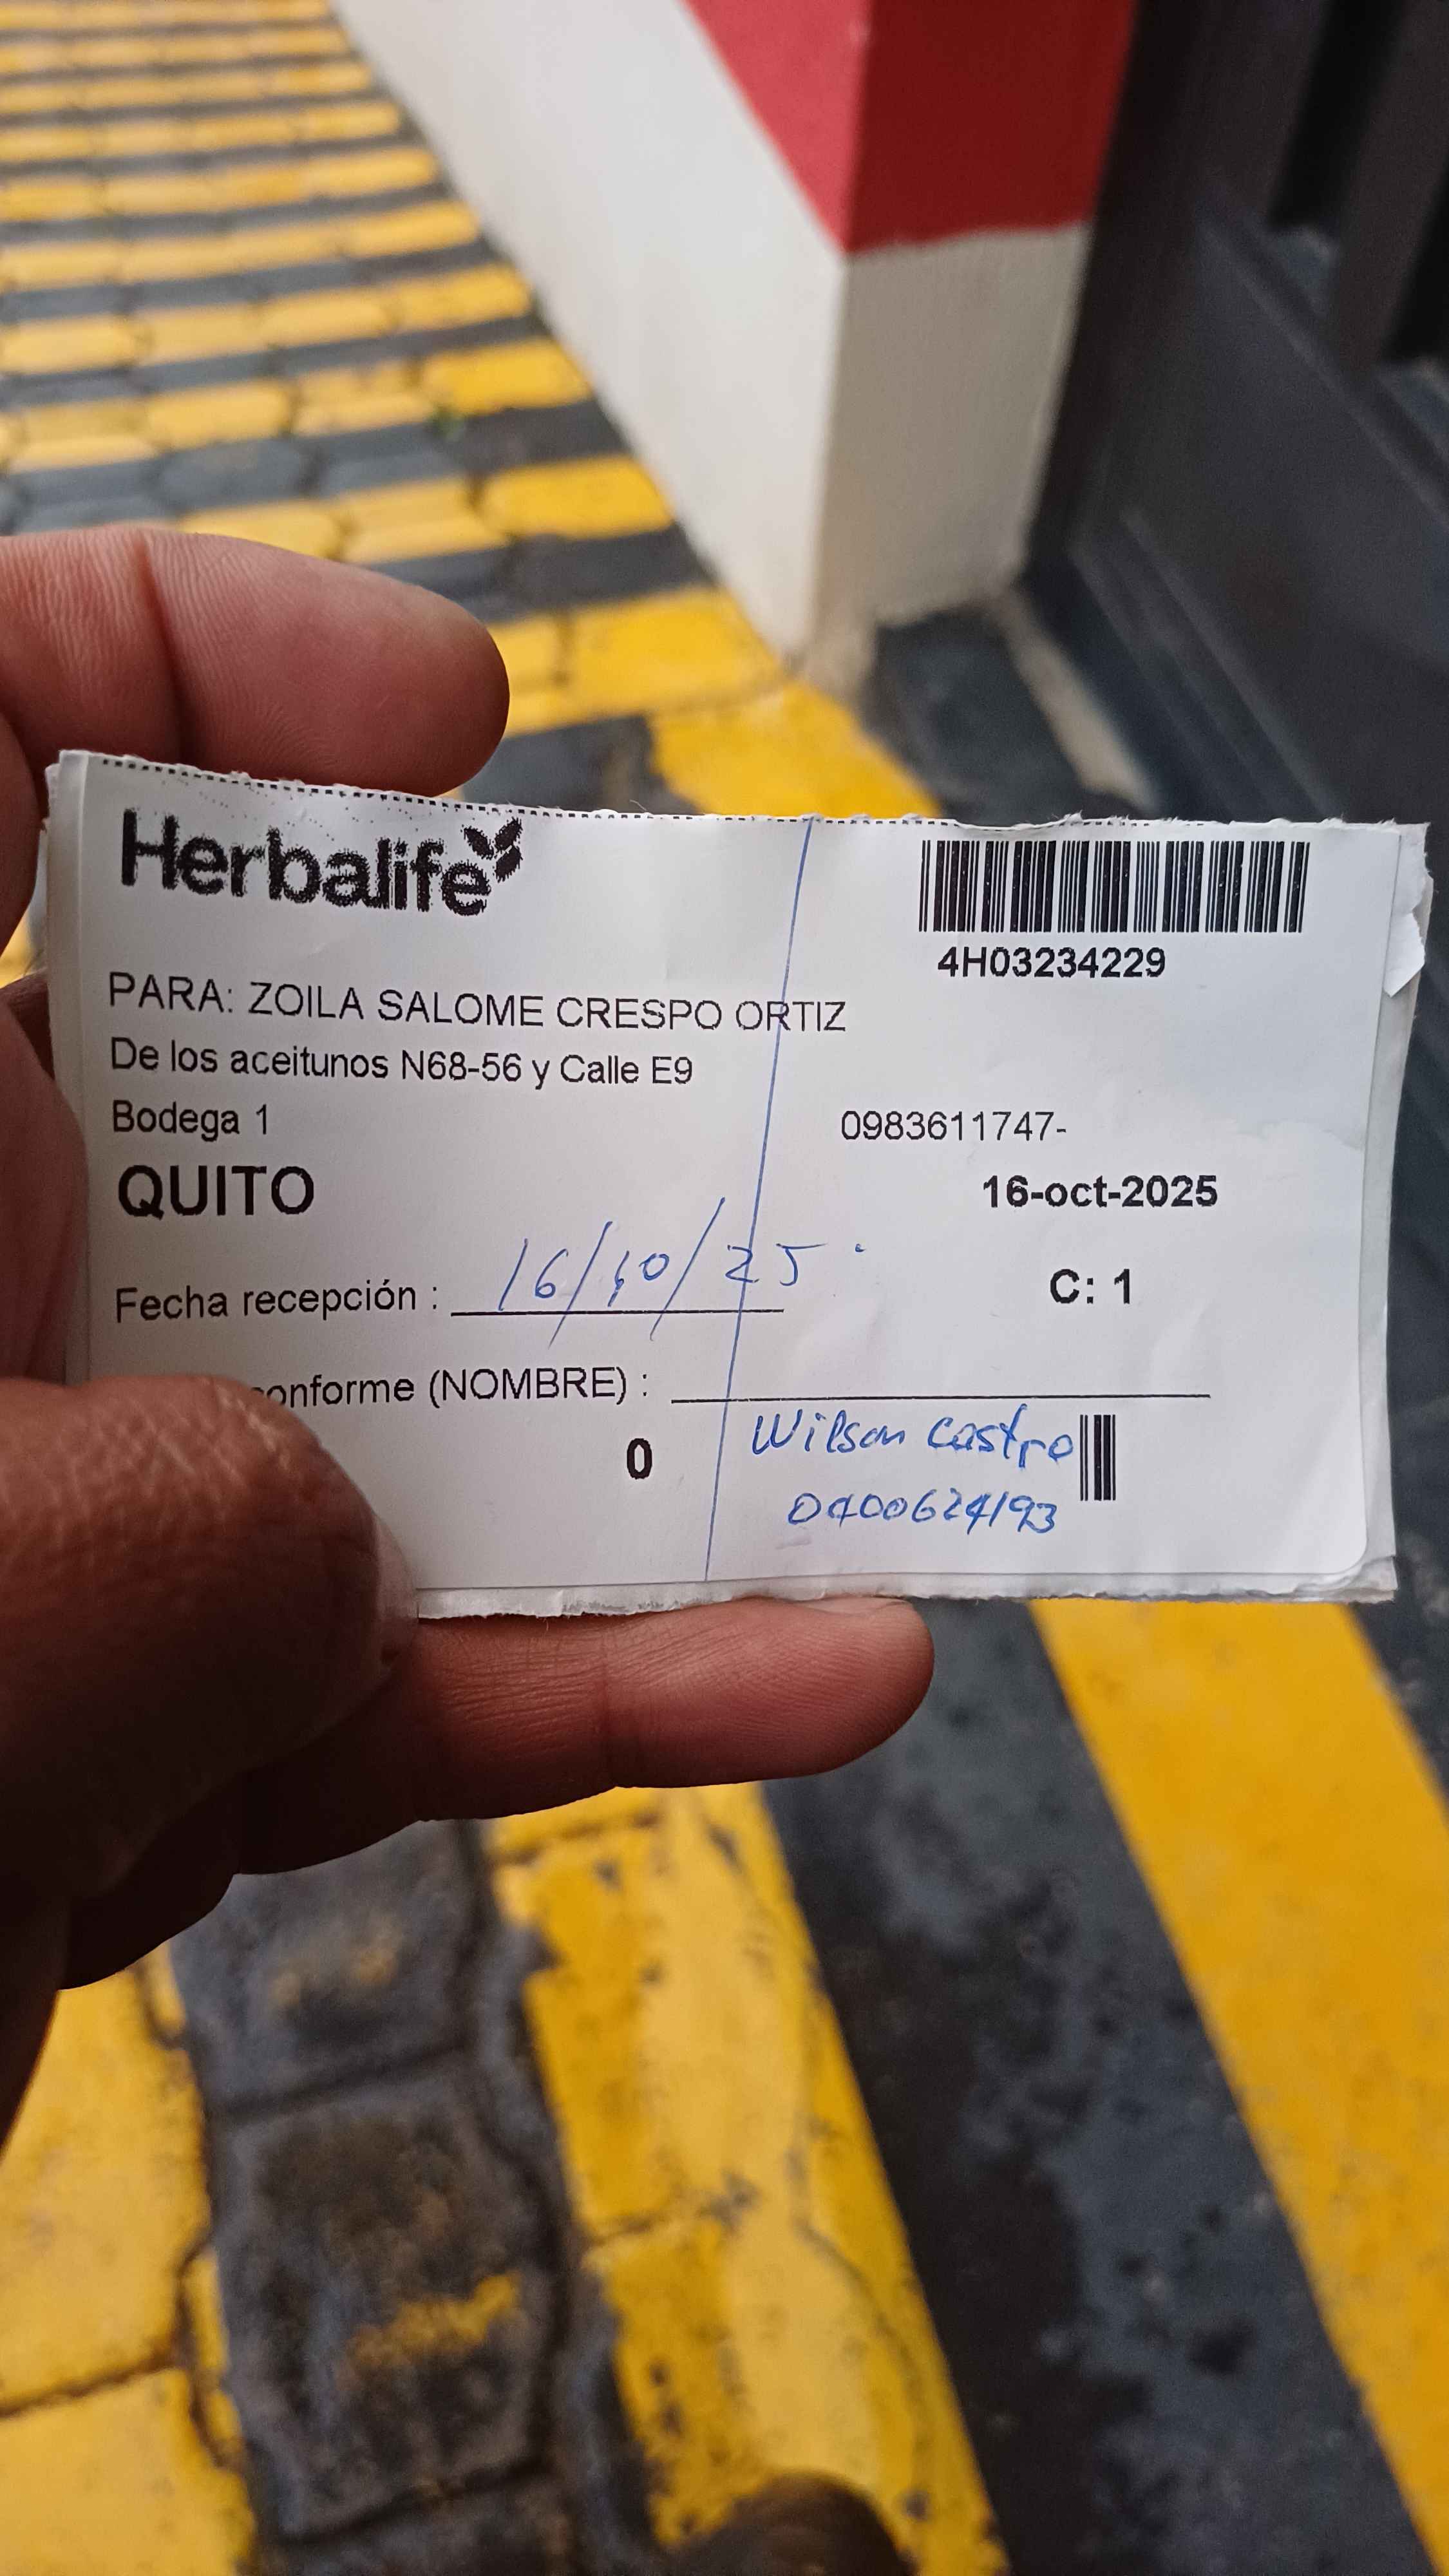 Herbalife
4H03234229
PARA: ZOILA SALOME CRESPO ORTIZ
De los aceitunos N68-56 y Calle E9
Bodega 1
0983611747-
QUITO
16-oct-2025
Fecha recepción : 16/10/25
C: 1
onforme (NOMBRE) :
0
Wilson Castro
0400624193